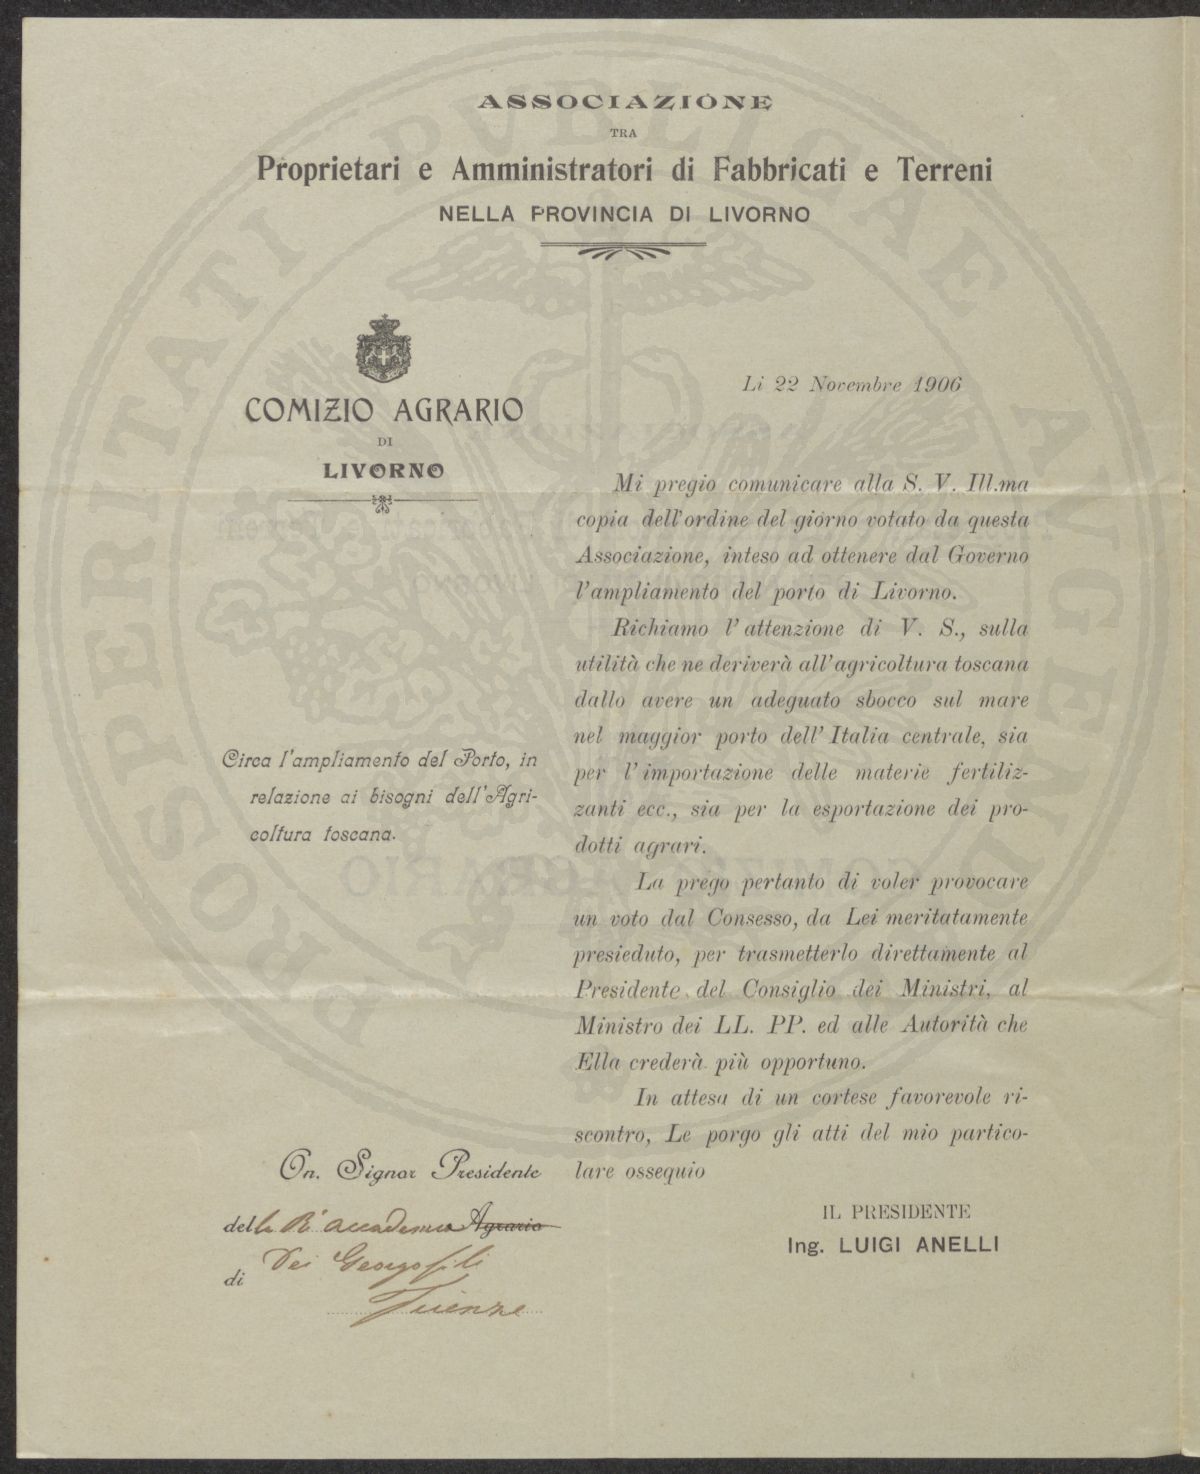 ASSOCIAZIONE
TRA
Proprietari e Amministratori di Fabbricati e Terreni
NELLA PROVINCIA DI LIVORNO
COMIZIO AGRARIO
DI
LIVORNO
Li 22 Novembre 1906
Mi pregio comunicare alla S. V. Ill.ma
copia dell'ordine del giorno votato da questa
Associazione, inteso ad ottenere dal Governo
l'ampliamento del porto di Livorno.
Richiamo l'attenzione di V. S., sulla
utilità che ne deriverà all'agricoltura toscana
dallo avere un adeguato sbocco sul mare
nel maggior porto dell'Italia centrale, sia
per l'importazione delle materie fertiliz-
zanti ecc., sia per la esportazione dei pro-
dotti agrari.
La prego pertanto di voler provocare
un voto dal Consesso, da Lei meritatamente
presieduto, per trasmetterlo direttamente al
Presidente del Consiglio dei Ministri, al
Ministro dei LL. PP. ed alle Autorità che
Ella crederà più opportuno.
In attesa di un cortese favorevole ri-
scontro, Le porgo gli atti del mio partico-
lare ossequio
IL PRESIDENTE
Ing. LUIGI ANELLI
Circa l'ampliamento del Porto, in
relazione ai bisogni dell'Agri-
coltura toscana.
On. Signor Presidente
della R. accademia Agrario
dei Georgofili
di Firenze
PROSPERITATI PVBLICAE AVGENDAE